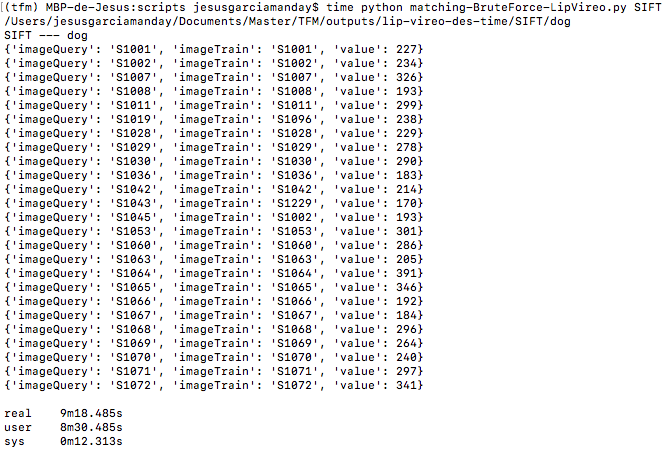 [(tfm) MBP-de-Jesus:scripts jesusgarciamanday$ time python matching-BruteForce-LipVireo.py SIFT
/Users/jesusgarciamanday/Documents/Master/TFM/outputs/lip-vireo-des-time/SIFT/dog
SIFT --- dog
{'imageQuery': 'S1001', 'imageTrain': 'S1001', 'value': 227}
{'imageQuery': 'S1002', 'imageTrain': 'S1002', 'value': 234}
{'imageQuery': 'S1007', 'imageTrain': 'S1007', 'value': 326}
{'imageQuery': 'S1008', 'imageTrain': 'S1008', 'value': 193}
{'imageQuery': 'S1011', 'imageTrain': 'S1011', 'value': 299}
{'imageQuery': 'S1019', 'imageTrain': 'S1096', 'value': 238}
{'imageQuery': 'S1028', 'imageTrain': 'S1028', 'value': 229}
{'imageQuery': 'S1029', 'imageTrain': 'S1029', 'value': 278}
{'imageQuery': 'S1030', 'imageTrain': 'S1030', 'value': 290}
{'imageQuery': 'S1036', 'imageTrain': 'S1036', 'value': 183}
{'imageQuery': 'S1042', 'imageTrain': 'S1042', 'value': 214}
{'imageQuery': 'S1043', 'imageTrain': 'S1229', 'value': 170}
{'imageQuery': 'S1045', 'imageTrain': 'S1002', 'value': 193}
{'imageQuery': 'S1053', 'imageTrain': 'S1053', 'value': 301}
{'imageQuery': 'S1060', 'imageTrain': 'S1060', 'value': 286}
{'imageQuery': 'S1063', 'imageTrain': 'S1063', 'value': 205}
{'imageQuery': 'S1064', 'imageTrain': 'S1064', 'value': 391}
{'imageQuery': 'S1065', 'imageTrain': 'S1065', 'value': 346}
{'imageQuery': 'S1066', 'imageTrain': 'S1066', 'value': 192}
{'imageQuery': 'S1067', 'imageTrain': 'S1067', 'value': 184}
{'imageQuery': 'S1068', 'imageTrain': 'S1068', 'value': 296}
{'imageQuery': 'S1069', 'imageTrain': 'S1069', 'value': 264}
{'imageQuery': 'S1070', 'imageTrain': 'S1070', 'value': 240}
{'imageQuery': 'S1071', 'imageTrain': 'S1071', 'value': 297}
{'imageQuery': 'S1072', 'imageTrain': 'S1072', 'value': 341}
real 9m18.485s
user 8m30.485s
sys 0m12.313s